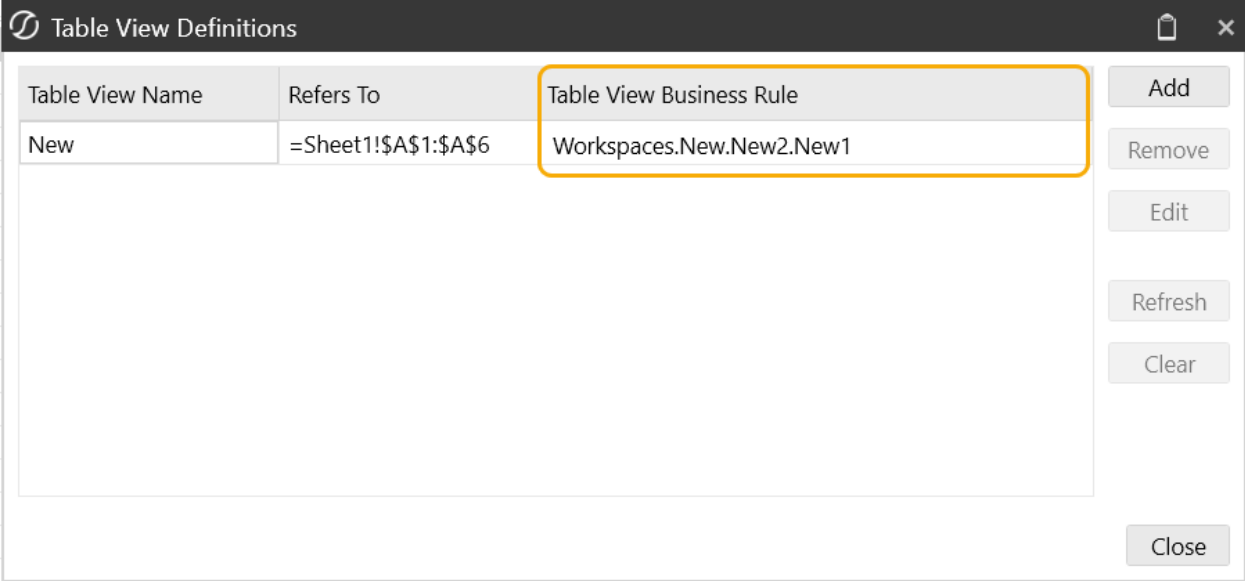 Table View Definitions
Table View Name Refers To Table View Business Rule
New =Sheet1!$A$1:$A$6 Workspaces.New.New2.New1
Add
Remove
Edit
Refresh
Clear
Close